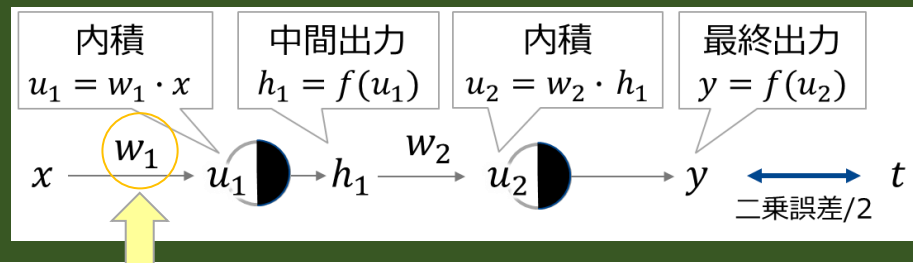 内積
u₁ = w₁ · x
中間出力
h₁ = f(u₁)
内積
u₂ = w₂ · h₁
最終出力
y = f(u₂)
x
w₁
u₁
h₁
w₂
u₂
y
t
二乗誤差/2